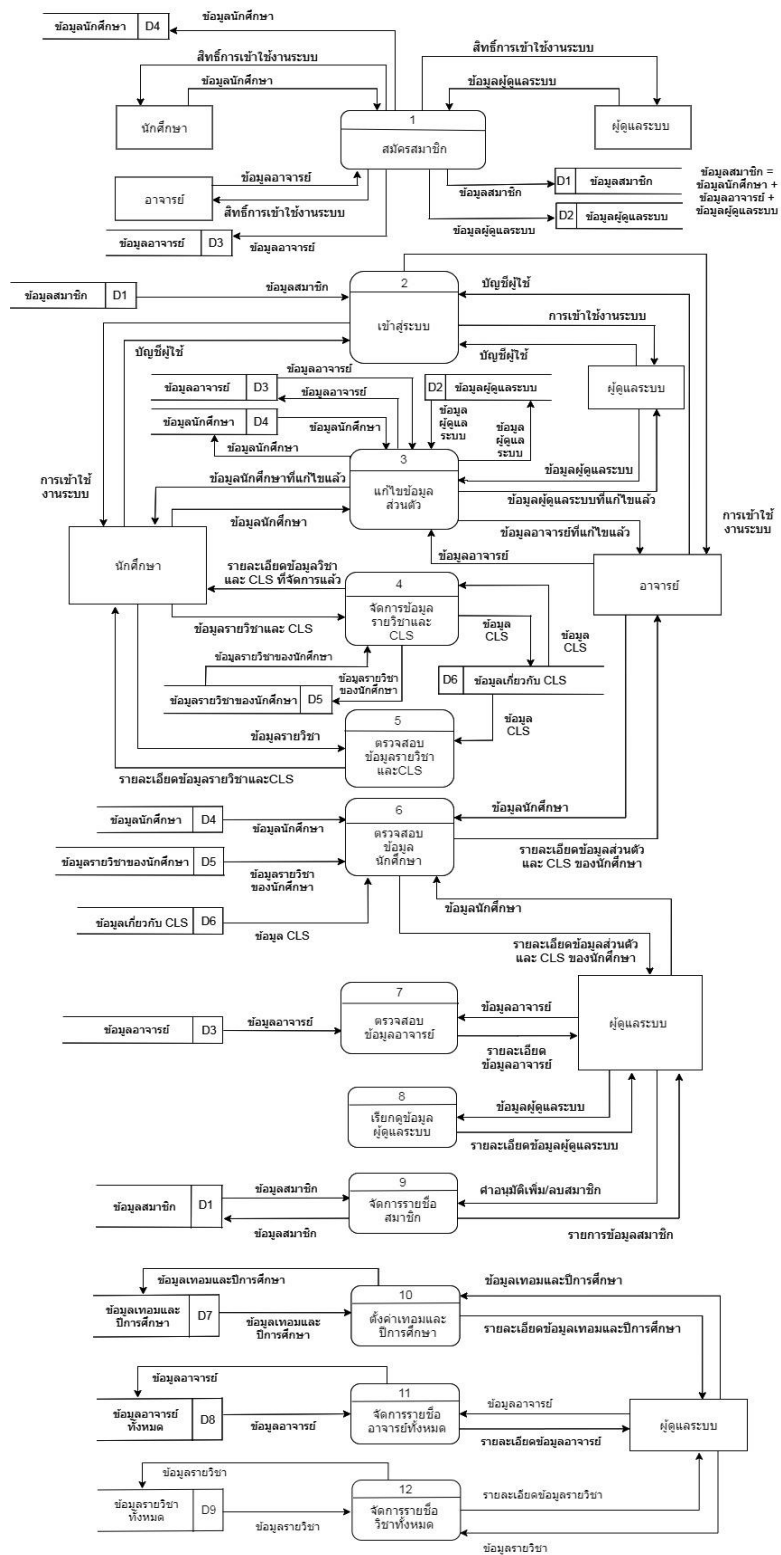 ข้อมูลนักศึกษา
ข้อมูลนักศึกษา D4
สิทธิ์การเข้าใช้งานระบบ
สิทธิ์การเข้าใช้งานระบบ
ข้อมูลนักศึกษา
ข้อมูลผู้ดูแลระบบ
นักศึกษา
1
สมัครสมาชิก
ผู้ดูแลระบบ
ข้อมูลอาจารย์
อาจารย์
สิทธิ์การเข้าใช้งานระบบ
ข้อมูลอาจารย์ D3
ข้อมูลอาจารย์
D1 ข้อมูลสมาชิก
ข้อมูลสมาชิก
D2 ข้อมูลผู้ดูแลระบบ
ข้อมูลผู้ดูแลระบบ
ข้อมูลสมาชิก =
ข้อมูลนักศึกษา +
ข้อมูลอาจารย์ +
ข้อมูลผู้ดูแลระบบ
ข้อมูลสมาชิก D1
ข้อมูลสมาชิก
2
เข้าสู่ระบบ
บัญชีผู้ใช้
การเข้าใช้งานระบบ
บัญชีผู้ใช้
บัญชีผู้ใช้
ผู้ดูแลระบบ
ข้อมูลอาจารย์ D3
ข้อมูลอาจารย์
ข้อมูลอาจารย์
ข้อมูลนักศึกษา D4
ข้อมูลนักศึกษา
ข้อมูลนักศึกษา
D2 ข้อมูลผู้ดูแลระบบ
ข้อมูล
ผู้ดูแล
ระบบ
ข้อมูล
ผู้ดูแล
ระบบ
3
แก้ไขข้อมูล
ส่วนตัว
ข้อมูลผู้ดูแลระบบ
ข้อมูลผู้ดูแลระบบที่แก้ไขแล้ว
การเข้าใช้
งานระบบ
ข้อมูลนักศึกษาที่แก้ไขแล้ว
ข้อมูลนักศึกษา
ข้อมูลอาจารย์ที่แก้ไขแล้ว
ข้อมูลอาจารย์
การเข้าใช้
งานระบบ
นักศึกษา
อาจารย์
รายละเอียดข้อมูลวิชา
และ CLS ที่จัดการแล้ว
ข้อมูลรายวิชาและ CLS
4
จัดการข้อมูล
รายวิชาและ
CLS
ข้อมูล
CLS
ข้อมูล
CLS
ข้อมูลรายวิชาของนักศึกษา
ข้อมูลรายวิชา
ของนักศึกษา
ข้อมูลรายวิชาของนักศึกษา D5
D6 ข้อมูลเกี่ยวกับ CLS
ข้อมูล
CLS
5
ตรวจสอบ
ข้อมูลรายวิชา
และCLS
ข้อมูลรายวิชา
รายละเอียดข้อมูลรายวิชาและCLS
6
ตรวจสอบ
ข้อมูล
นักศึกษา
ข้อมูลนักศึกษา D4
ข้อมูลนักศึกษา
ข้อมูลรายวิชาของนักศึกษา D5
ข้อมูลรายวิชา
ของนักศึกษา
ข้อมูลเกี่ยวกับ CLS D6
ข้อมูล CLS
ข้อมูลนักศึกษา
รายละเอียดข้อมูลส่วนตัว
และ CLS ของนักศึกษา
ข้อมูลนักศึกษา
รายละเอียดข้อมูลส่วนตัว
และ CLS ของนักศึกษา
ข้อมูลอาจารย์ D3
ข้อมูลอาจารย์
7
ตรวจสอบ
ข้อมูลอาจารย์
ข้อมูลอาจารย์
รายละเอียด
ข้อมูลอาจารย์
ผู้ดูแลระบบ
8
เรียกดูข้อมูล
ผู้ดูแลระบบ
ข้อมูลผู้ดูแลระบบ
รายละเอียดข้อมูลผู้ดูแลระบบ
ข้อมูลสมาชิก D1
ข้อมูลสมาชิก
ข้อมูลสมาชิก
9
จัดการรายชื่อ
สมาชิก
คำอนุมัติเพิ่ม/ลบสมาชิก
รายการข้อมูลสมาชิก
ข้อมูลเทอมและปีการศึกษา
ข้อมูลเทอมและ
ปีการศึกษา
D7
ข้อมูลเทอมและ
ปีการศึกษา
10
ตั้งค่าเทอมและ
ปีการศึกษา
ข้อมูลเทอมและปีการศึกษา
รายละเอียดข้อมูลเทอมและปีการศึกษา
ข้อมูลอาจารย์
ข้อมูลอาจารย์
ทั้งหมด
D8
ข้อมูลอาจารย์
11
จัดการรายชื่อ
อาจารย์ทั้งหมด
ข้อมูลอาจารย์
รายละเอียดข้อมูลอาจารย์
ผู้ดูแลระบบ
ข้อมูลรายวิชา
ข้อมูลรายวิชา
ทั้งหมด
D9
ข้อมูลรายวิชา
12
จัดการรายชื่อ
วิชาทั้งหมด
รายละเอียดข้อมูลรายวิชา
ข้อมูลรายวิชา